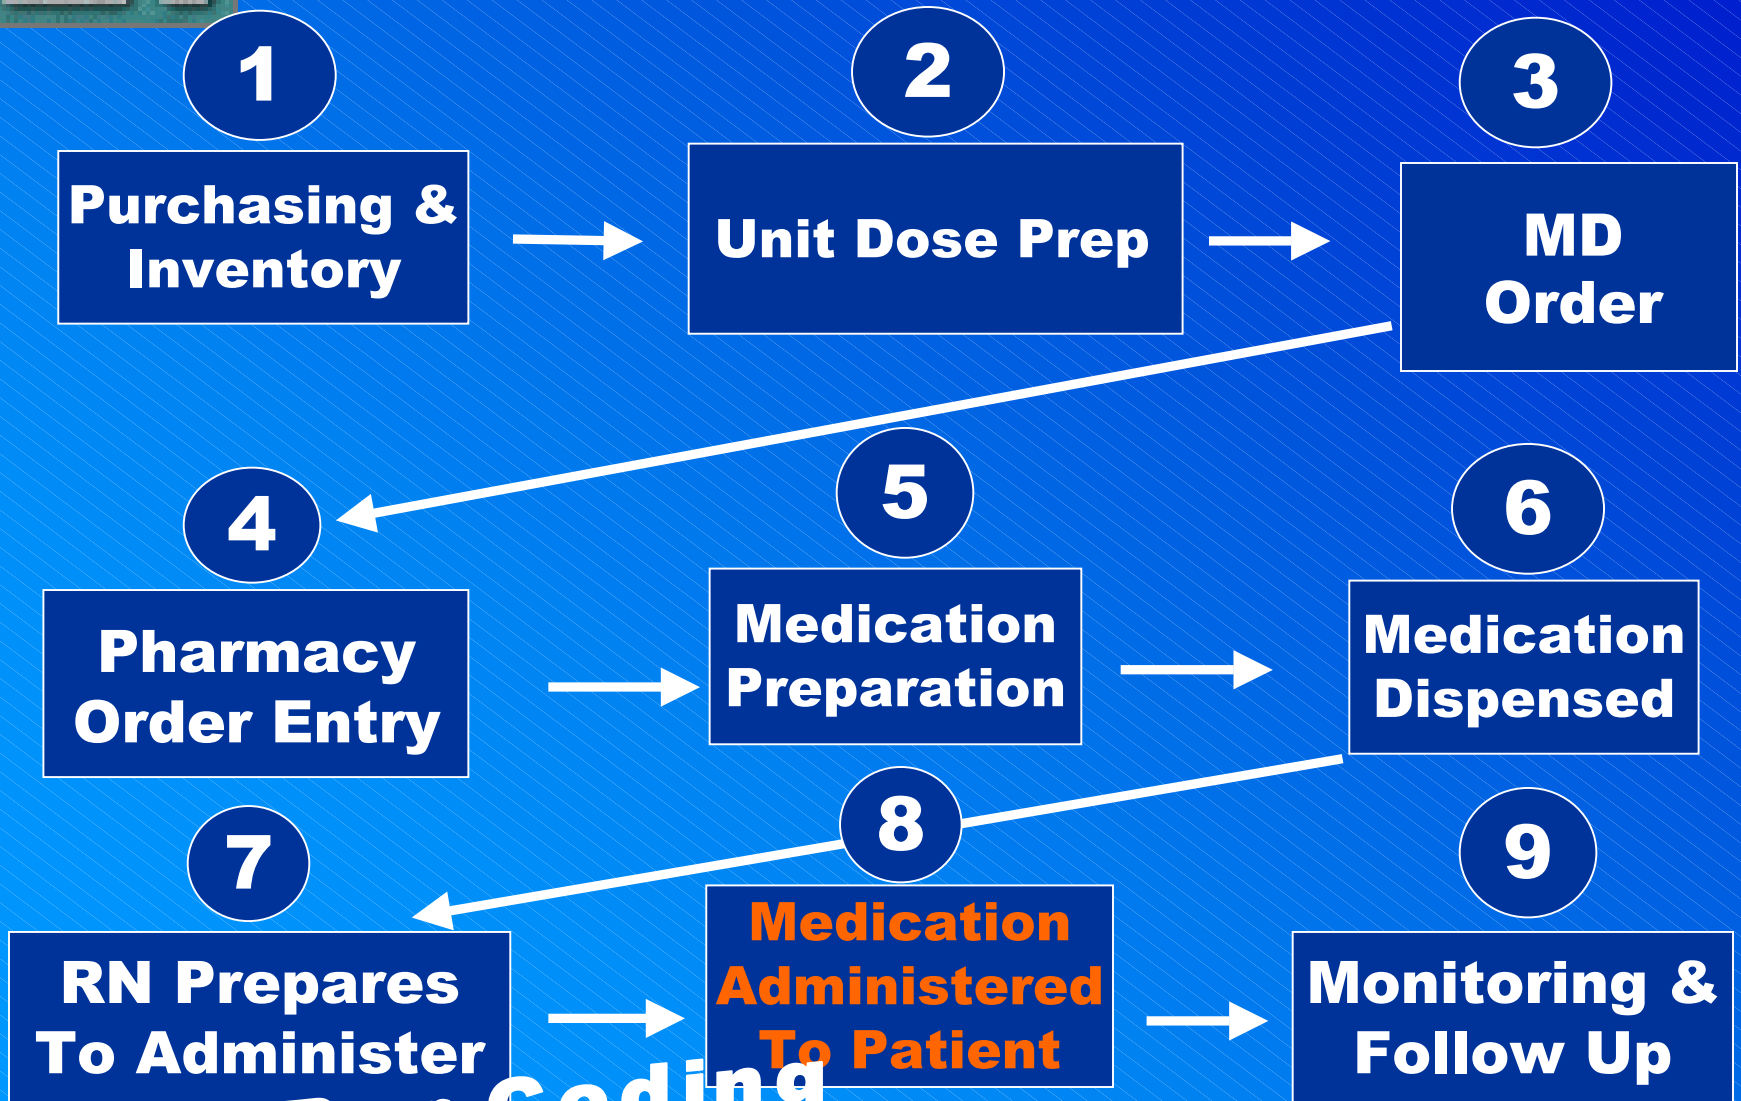 1
Purchasing &
Inventory
2
Unit Dose Prep
3
MD
Order
4
Pharmacy
Order Entry
5
Medication
Preparation
6
Medication
Dispensed
7
RN Prepares
To Administer
8
Medication
Administered
To Patient
9
Monitoring &
Follow Up
Coding